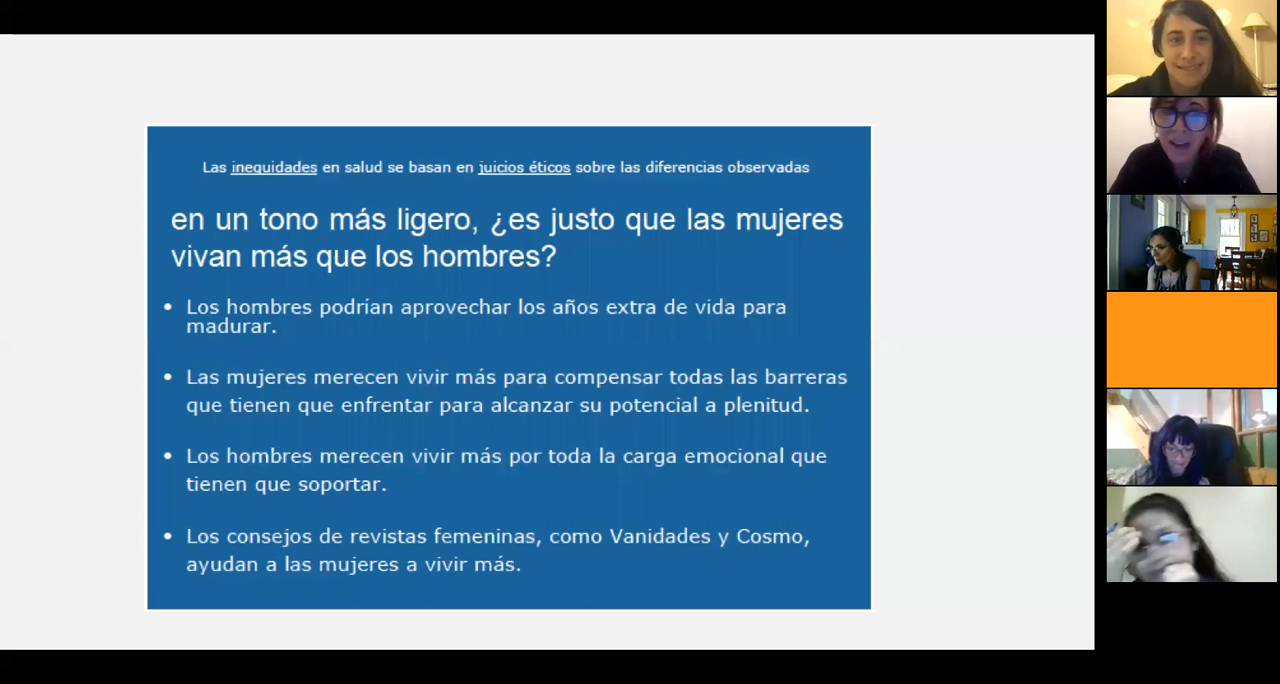 Las inequidades en salud se basan en juicios éticos sobre las diferencias observadas
en un tono más ligero, ¿es justo que las mujeres
vivan más que los hombres?
• Los hombres podrían aprovechar los años extra de vida para
madurar.
• Las mujeres merecen vivir más para compensar todas las barreras
que tienen que enfrentar para alcanzar su potencial a plenitud.
• Los hombres merecen vivir más por toda la carga emocional que
tienen que soportar.
• Los consejos de revistas femeninas, como Vanidades y Cosmo,
ayudan a las mujeres a vivir más.